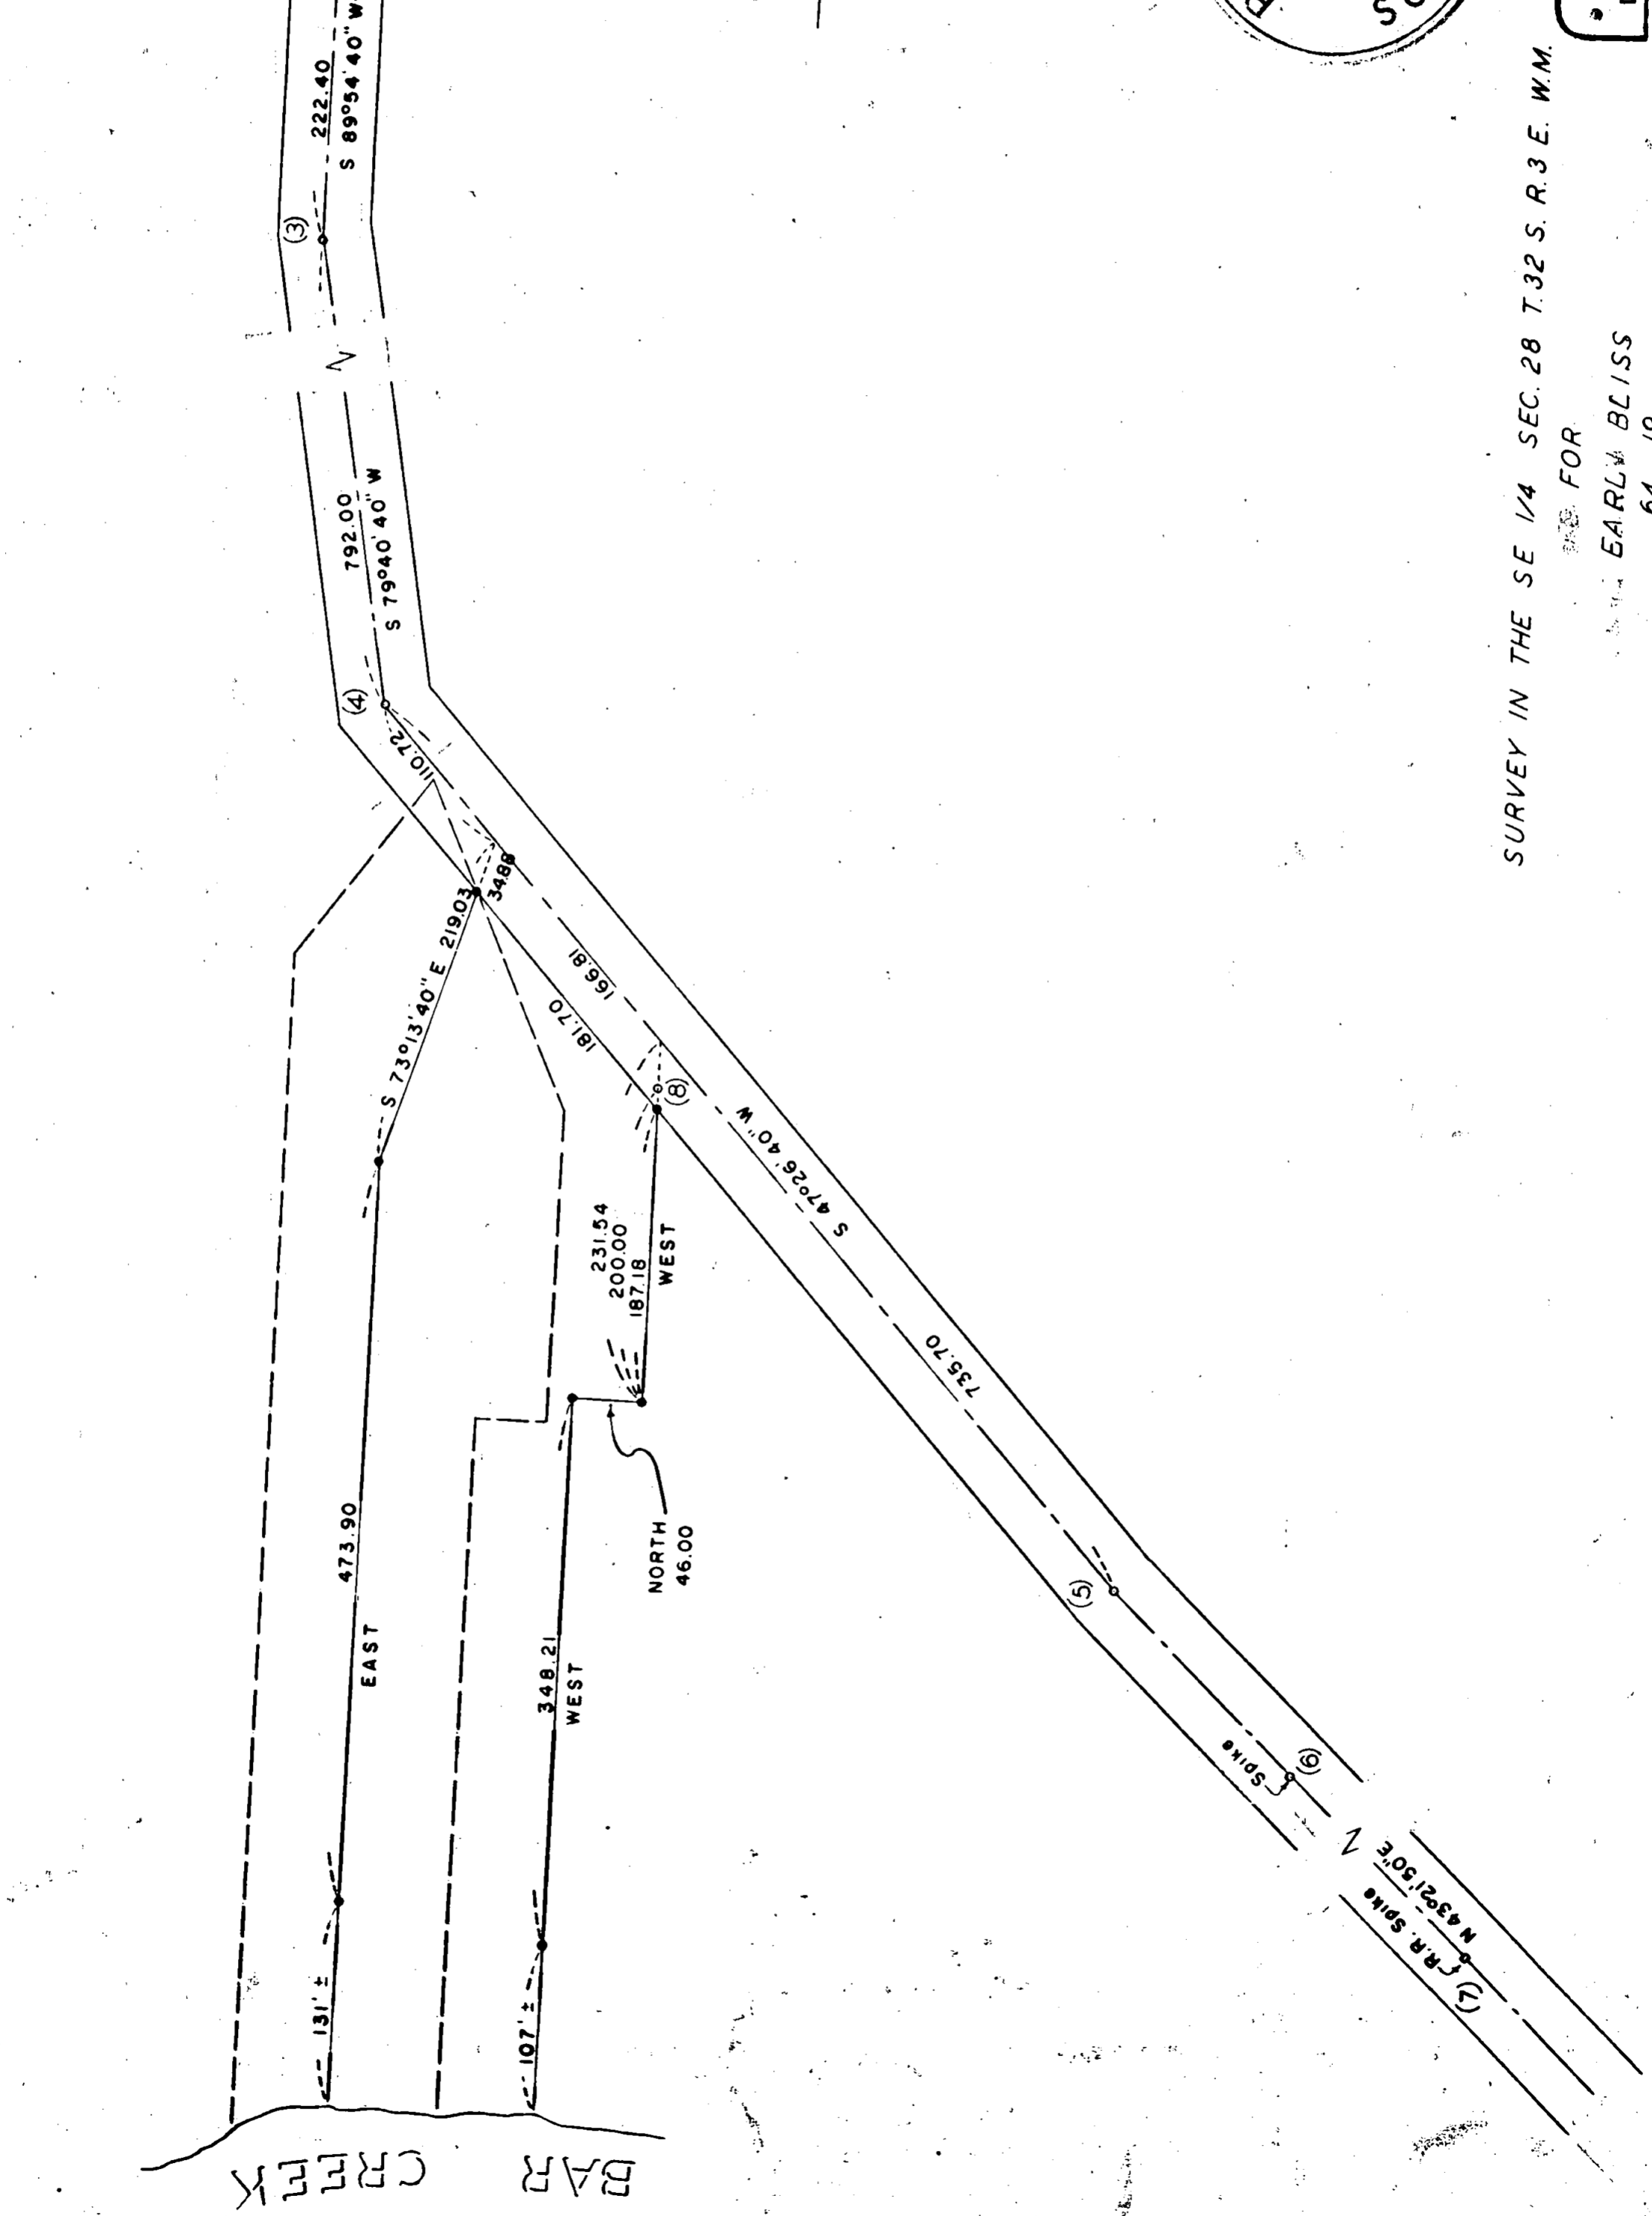 222.40
S 89°54'40" W
(3)
N
792.00
S 79°40'40" W
(4)
110.72
34.88
S 73°13'40" E 219.03
166.81
181.70
(8)
231.54
200.00
187.18
WEST
S 47°26'40" W
735.70
473.90
EAST
NORTH
46.00
348.21
WEST
(5)
Spike
(6)
N
N 43°21'50" E
R.R. Spike
(7)
131' ±
107' ±
BAR
CREEK
SURVEY IN THE SE 1/4 SEC. 28 T.32 S. R.3 E. W.M.
FOR
BLISS